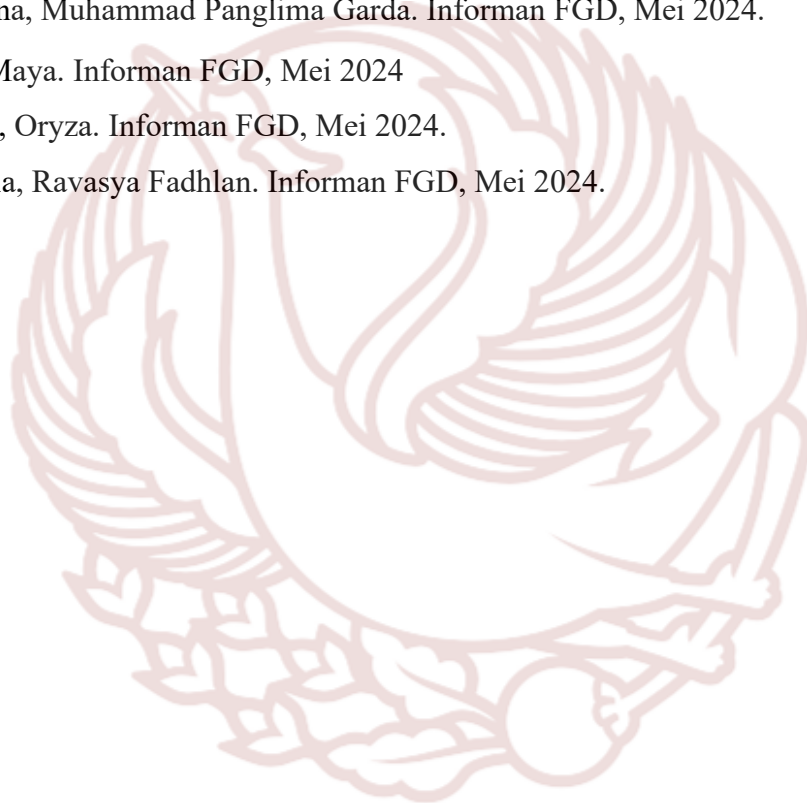 na, Muhammad Panglima Garda. Informan FGD, Mei 2024.
Maya. Informan FGD, Mei 2024
, Oryza. Informan FGD, Mei 2024.
a, Ravasya Fadhlan. Informan FGD, Mei 2024.